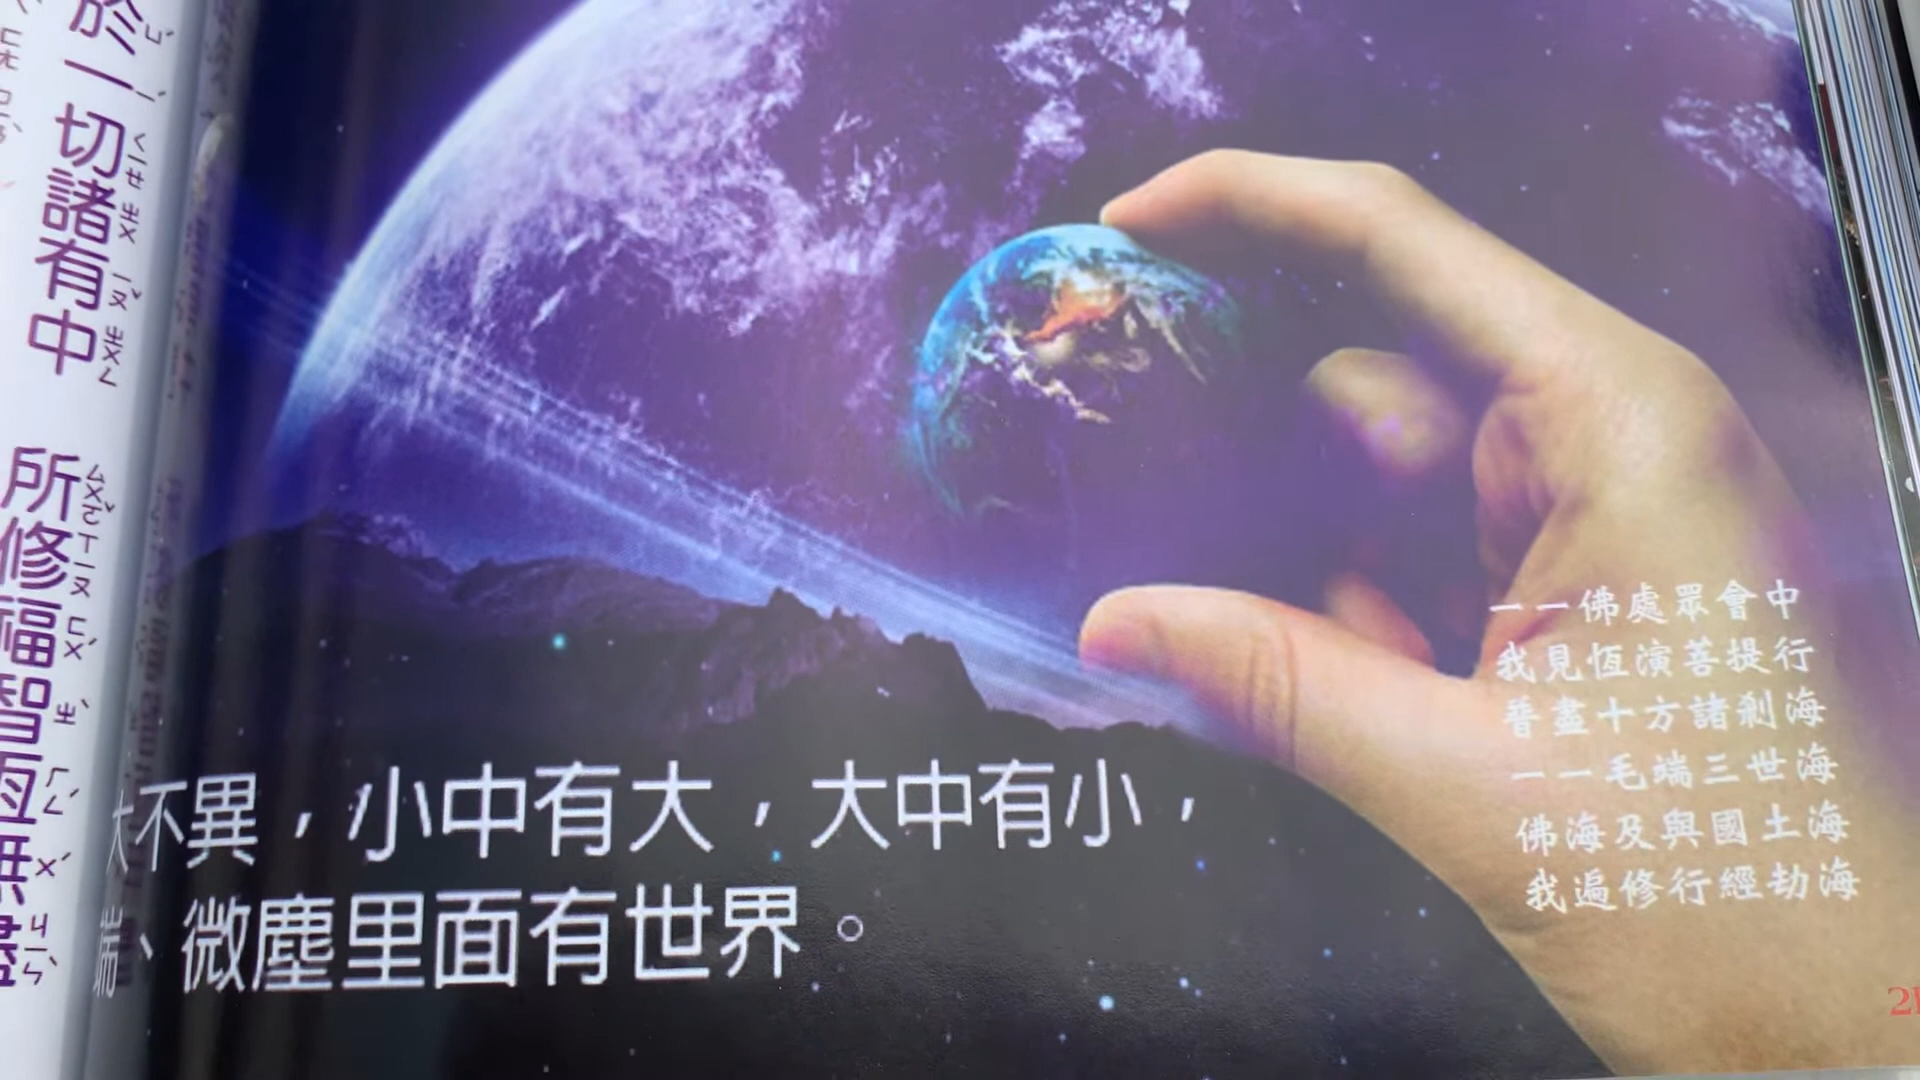 於一切諸有中
所修福智恆無盡
大不異，小中有大，大中有小，
端、微塵里面有世界。
一一佛處眾會中
我見恆演菩提行
普盡十方諸剎海
一一毛端三世海
佛海及與國土海
我遍修行經劫海